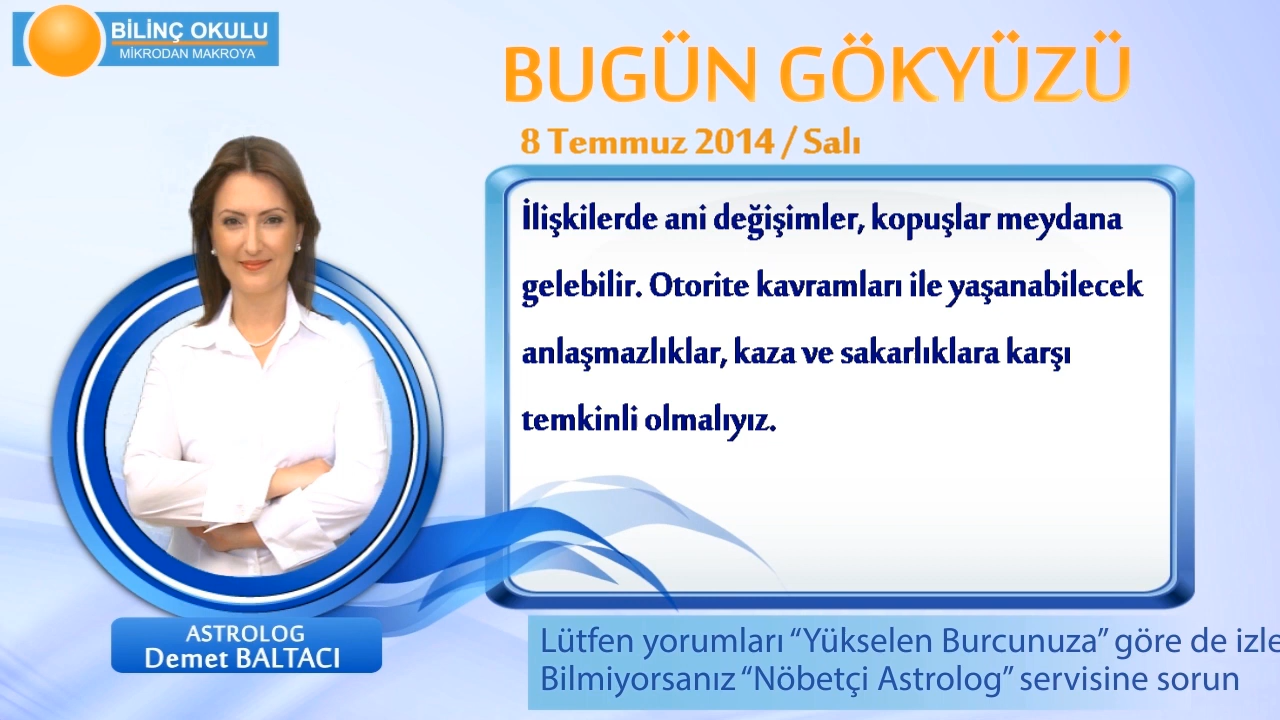 BİLİNÇ OKULU
MİKRODAN MAKROYA
BUGÜN GÖKYÜZÜ
8 Temmuz 2014 / Salı
İlişkilerde ani değişimler, kopuşlar meydana
gelebilir. Otorite kavramları ile yaşanabilecek
anlaşmazlıklar, kaza ve sakarlıklara karşı
temkinli olmalıyız.
ASTROLOG
Demet BALTACI
Lütfen yorumları “Yükselen Burcunuza” göre de izle
Bilmiyorsanız “Nöbetçi Astrolog” servisine sorun